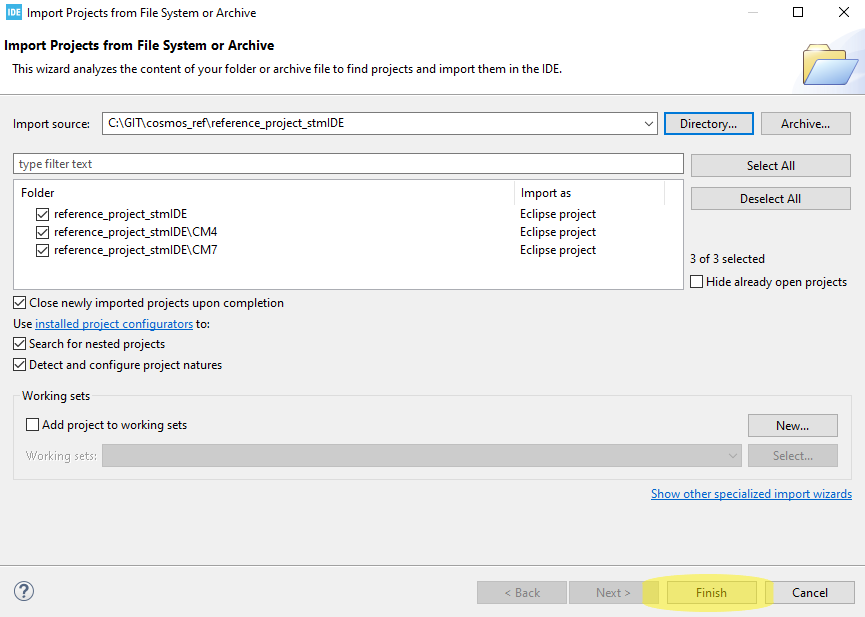 IDE Import Projects from File System or Archive
Import Projects from File System or Archive
This wizard analyzes the content of your folder or archive file to find projects and import them in the IDE.
Import source: C:\GIT\cosmos_ref\reference_project_stmIDE Directory... Archive...
type filter text Select All
Folder Import as Deselect All
reference_project_stmIDE Eclipse project
reference_project_stmIDE\CM4 Eclipse project
reference_project_stmIDE\CM7 Eclipse project
3 of 3 selected
Hide already open projects
Close newly imported projects upon completion
Use installed project configurators to:
Search for nested projects
Detect and configure project natures
Working sets
Add project to working sets New...
Working sets: Select...
Show other specialized import wizards
? < Back Next > Finish Cancel